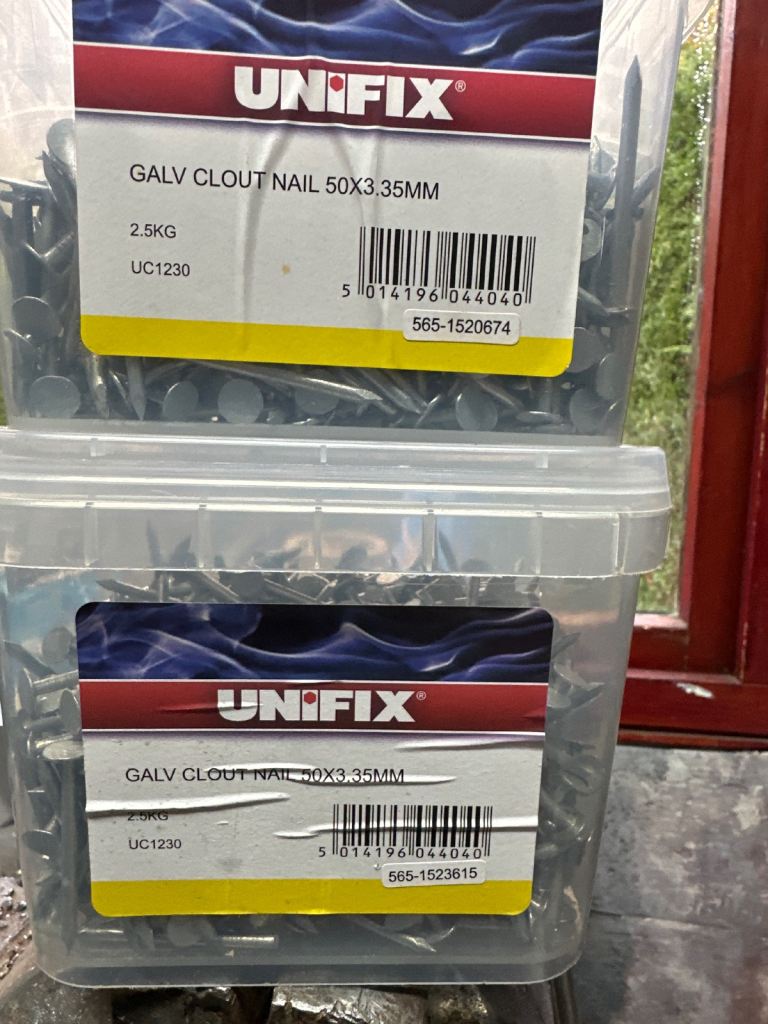 UNIFIX®
GALV CLOUT NAIL 50X3.35MM
2.5KG
UC1230
5 014196 044040
565-1520674
UNIFIX®
GALV CLOUT NAIL 50X3.35MM
2.5KG
UC1230
5 014196 044040
565-1523615